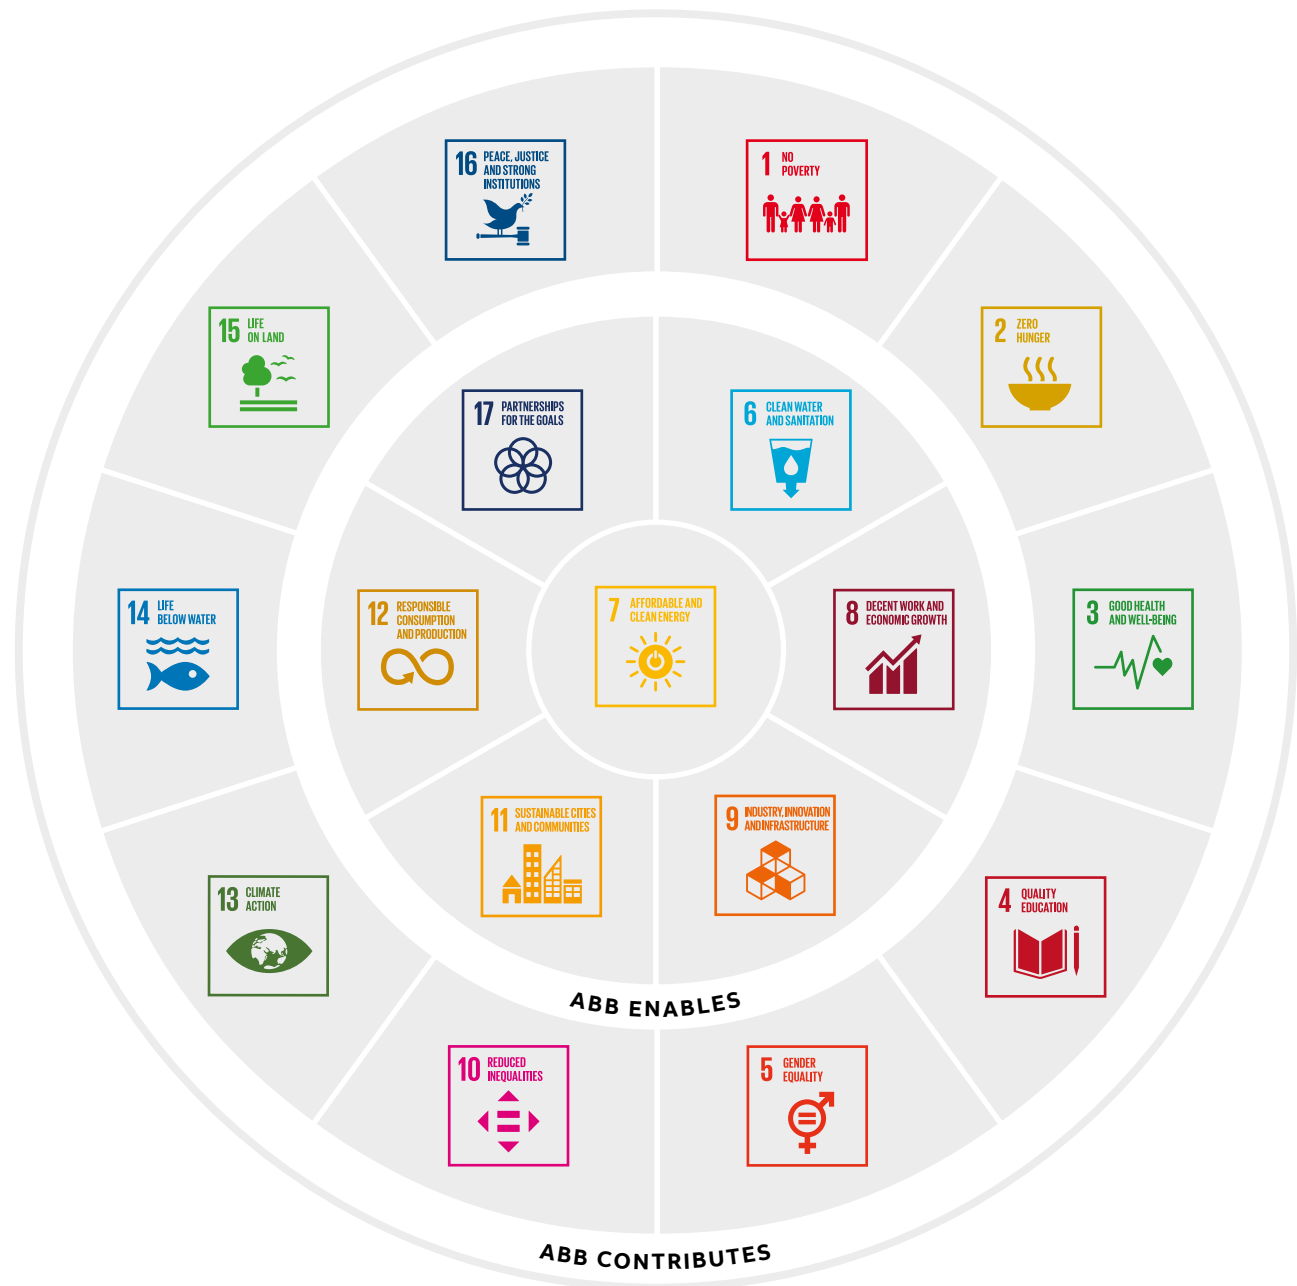 16 PEACE, JUSTICE
AND STRONG
INSTITUTIONS
1 NO
POVERTY
15 LIFE
ON LAND
2 ZERO
HUNGER
17 PARTNERSHIPS
FOR THE GOALS
6 CLEAN WATER
AND SANITATION
14 LIFE
BELOW WATER
12 RESPONSIBLE
CONSUMPTION
AND PRODUCTION
7 AFFORDABLE AND
CLEAN ENERGY
8 DECENT WORK AND
ECONOMIC GROWTH
3 GOOD HEALTH
AND WELL-BEING
11 SUSTAINABLE CITIES
AND COMMUNITIES
9 INDUSTRY, INNOVATION
AND INFRASTRUCTURE
13 CLIMATE
ACTION
4 QUALITY
EDUCATION
ABB ENABLES
10 REDUCED
INEQUALITIES
5 GENDER
EQUALITY
ABB CONTRIBUTES